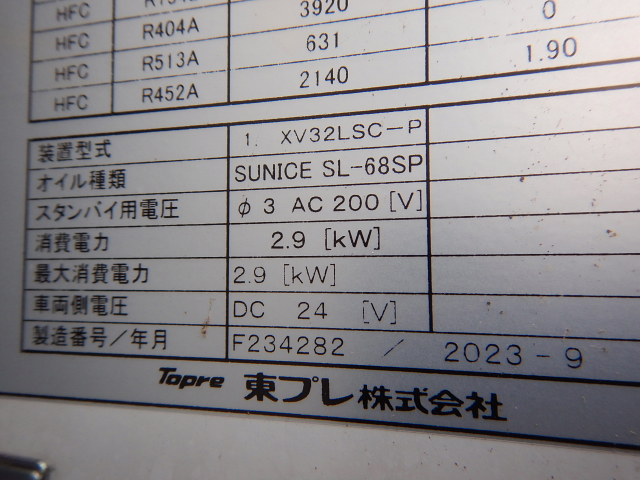 HFC 3920
HFC R404A 631 0
HFC R513A 2140 1.90
HFC R452A
装置型式 1. XV32LSC-P
オイル種類 SUNICE SL-68SP
スタンバイ用電圧 φ3 AC 200 [V]
消費電力 2.9 [kW]
最大消費電力 2.9 [kW]
車両側電圧 DC 24 [V]
製造番号/年月 F234282 / 2023-9
Topre 東プレ株式会社